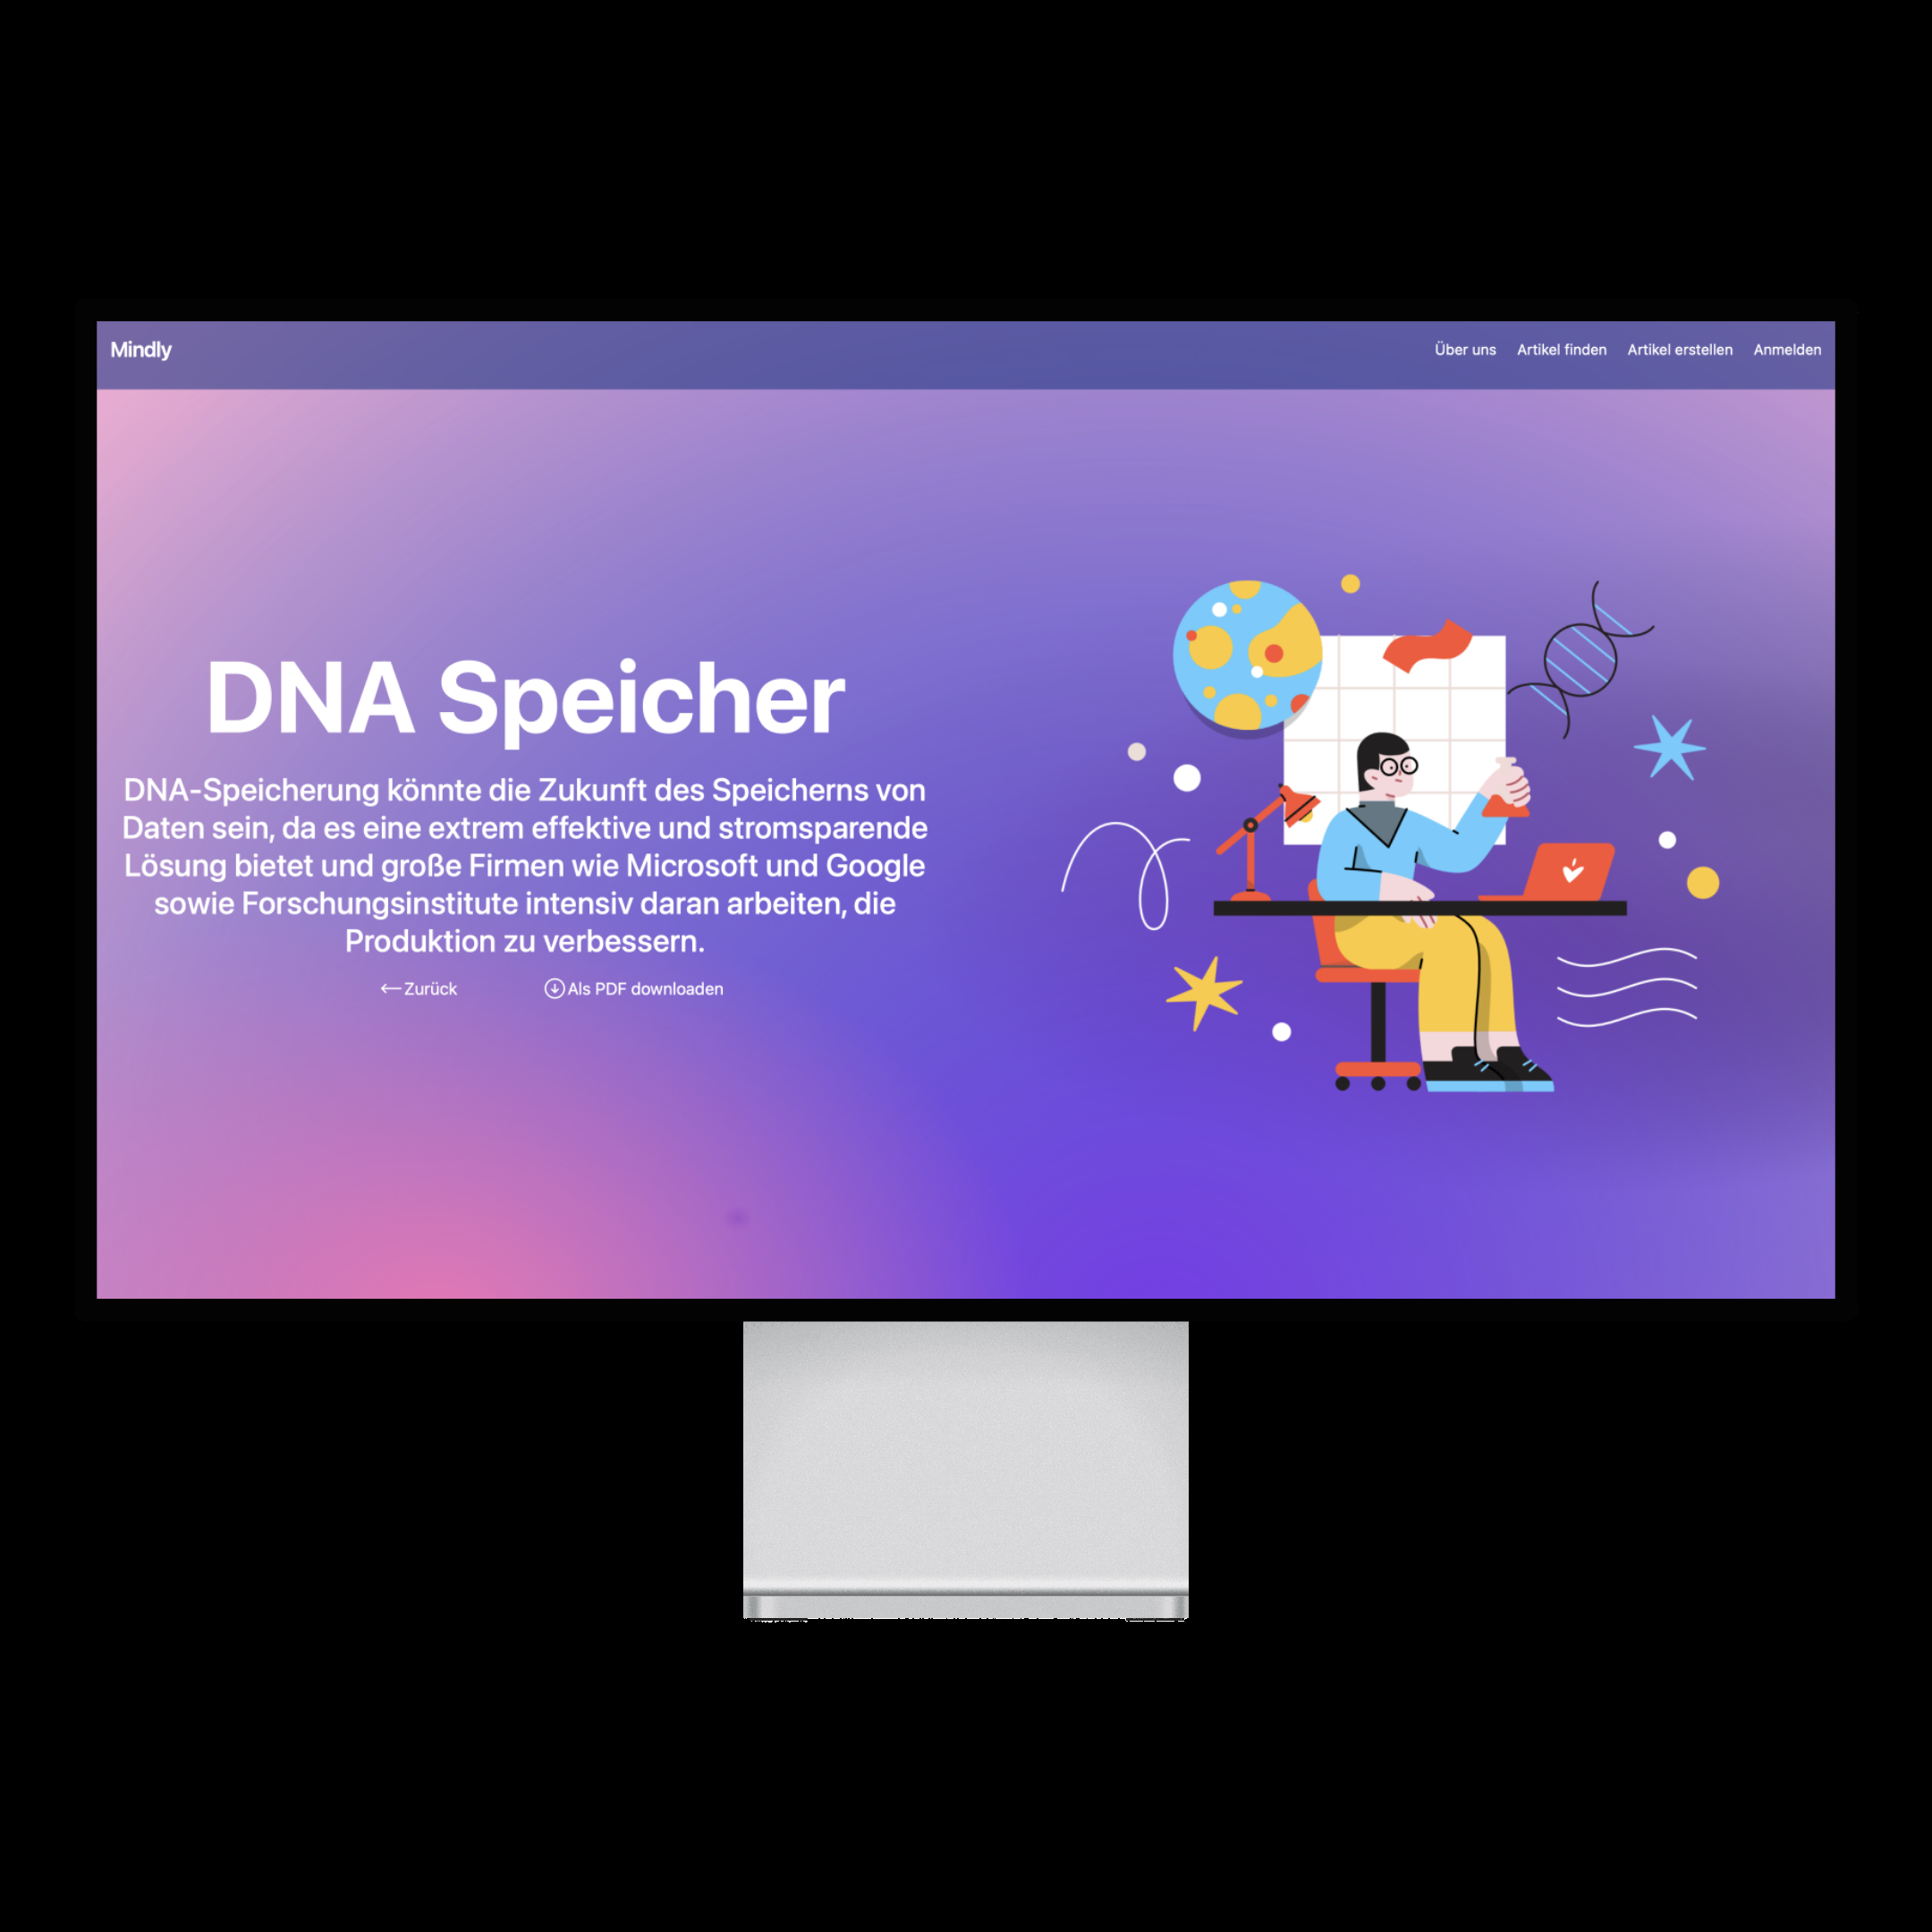 Mindly
Über uns
Artikel finden
Artikel erstellen
Anmelden
DNA Speicher
DNA-Speicherung könnte die Zukunft des Speicherns von
Daten sein, da es eine extrem effektive und stromsparende
Lösung bietet und große Firmen wie Microsoft und Google
sowie Forschungsinstitute intensiv daran arbeiten, die
Produktion zu verbessern.
Zurück
Als PDF downloaden